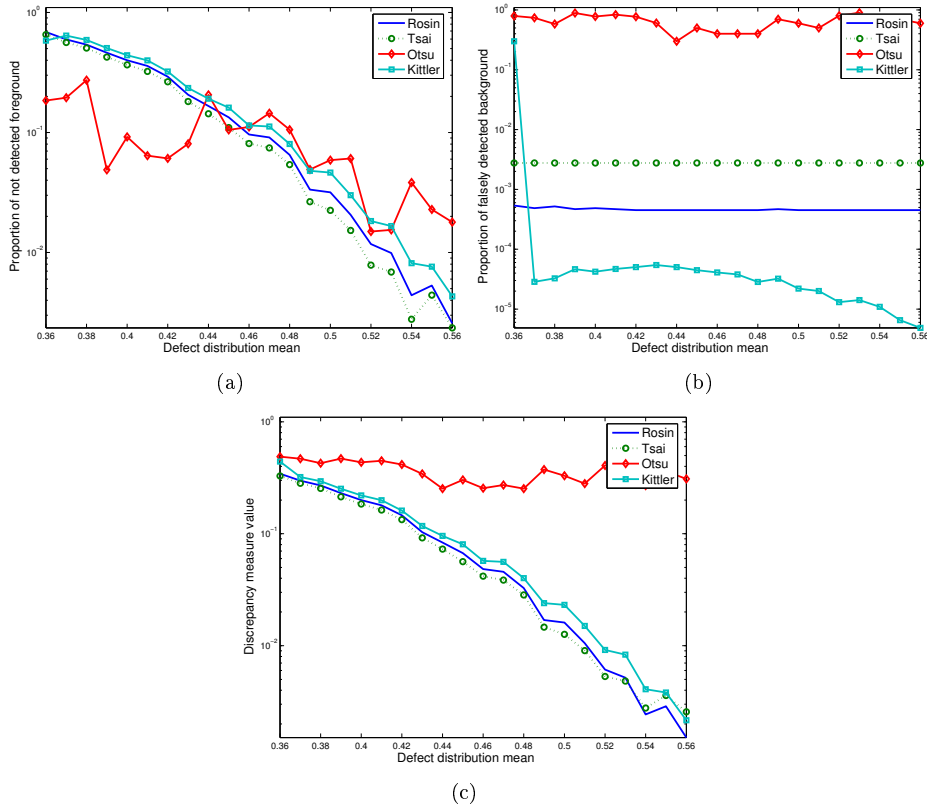 10^0
10^-1
10^-2
0.36 0.38 0.4 0.42 0.44 0.46 0.48 0.5 0.52 0.54 0.56
Defect distribution mean
Proportion of not detected foreground
Rosin
Tsai
Otsu
Kittler
(a)
10^0
10^-1
10^-2
10^-3
10^-4
10^-5
0.36 0.38 0.4 0.42 0.44 0.46 0.48 0.5 0.52 0.54 0.56
Defect distribution mean
Proportion of falsely detected background
Rosin
Tsai
Otsu
Kittler
(b)
10^0
10^-1
10^-2
0.36 0.38 0.4 0.42 0.44 0.46 0.48 0.5 0.52 0.54 0.56
Defect distribution mean
Discrepancy measure value
Rosin
Tsai
Otsu
Kittler
(c)